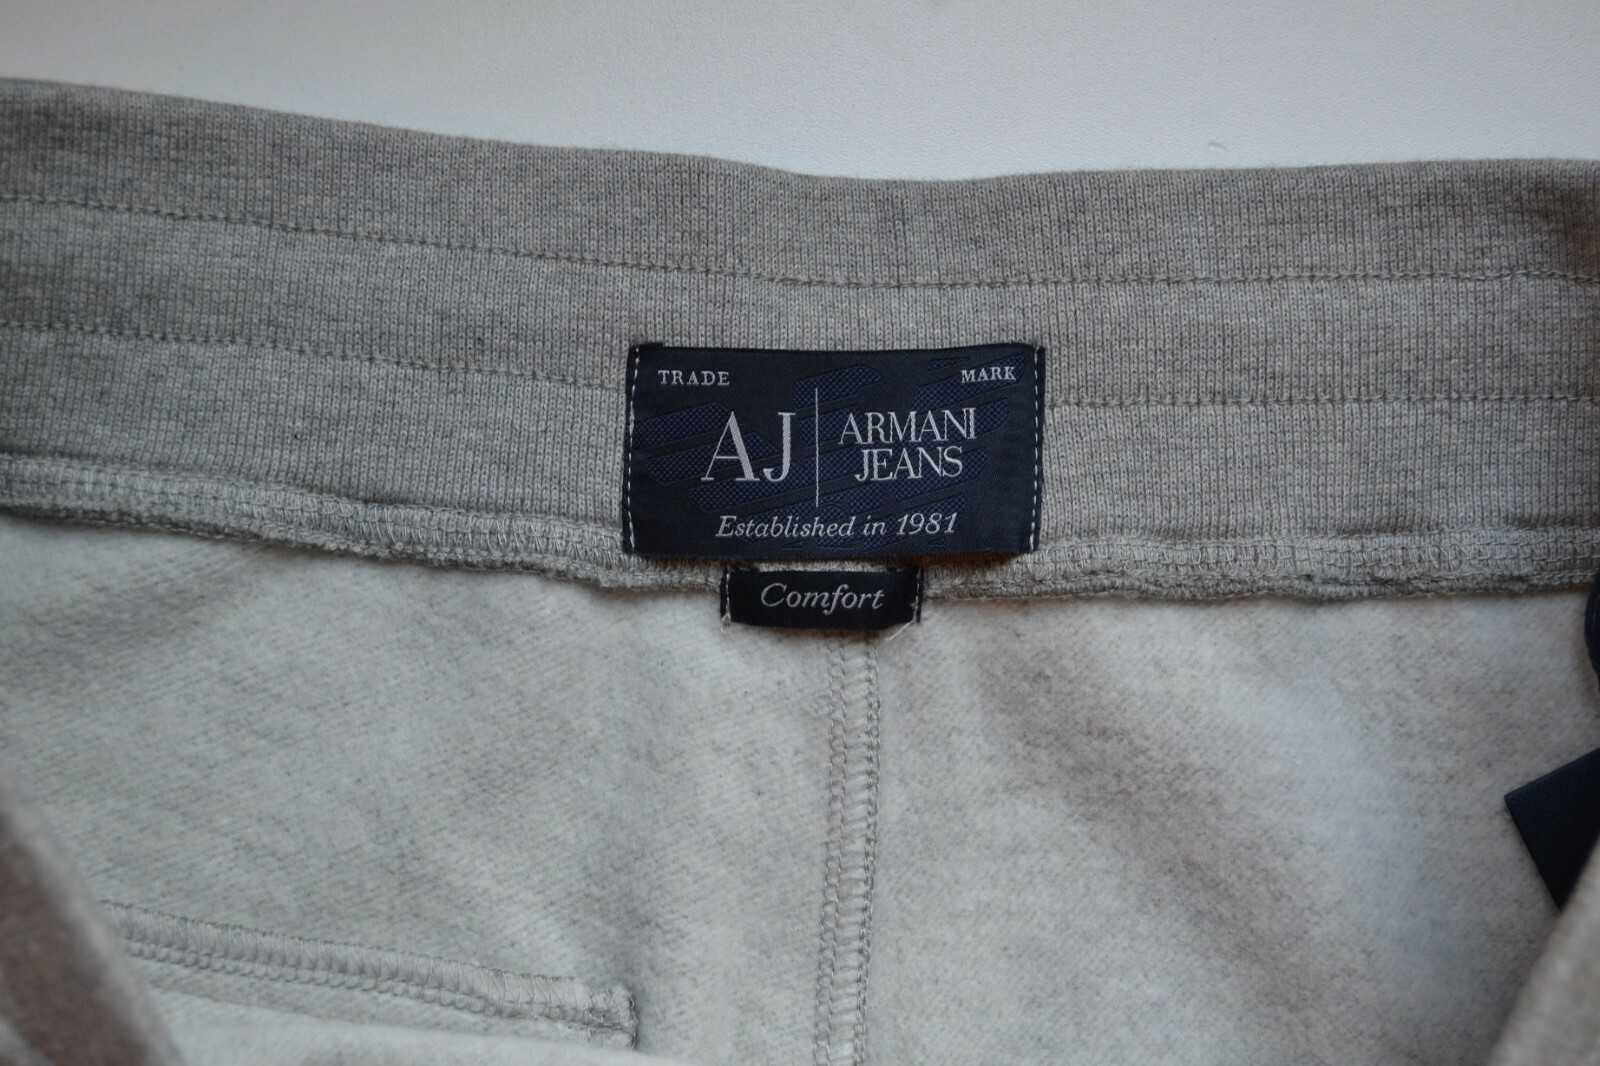 TRADE MARK
AJ ARMANI
JEANS
Established in 1981
Comfort